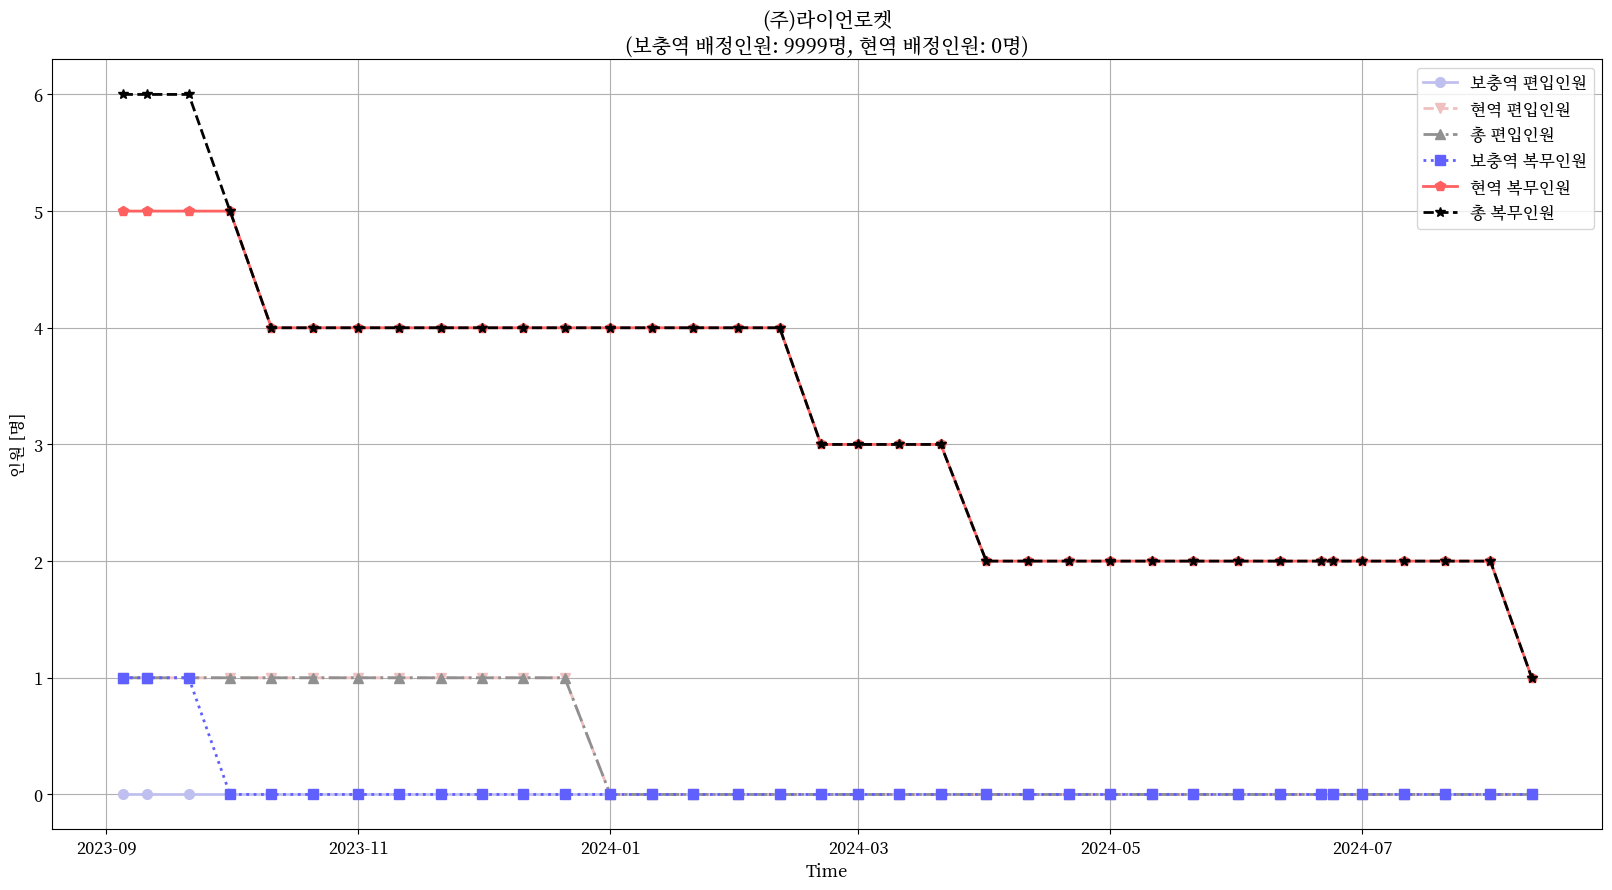 (주)라이언로켓
(보충역 배정인원: 9999명, 현역 배정인원: 0명)
보충역 편입인원
현역 편입인원
총 편입인원
보충역 복무인원
현역 복무인원
총 복무인원
인원 [명]
6
5
4
3
2
1
0
2023-09
2023-11
2024-01
2024-03
2024-05
2024-07
Time